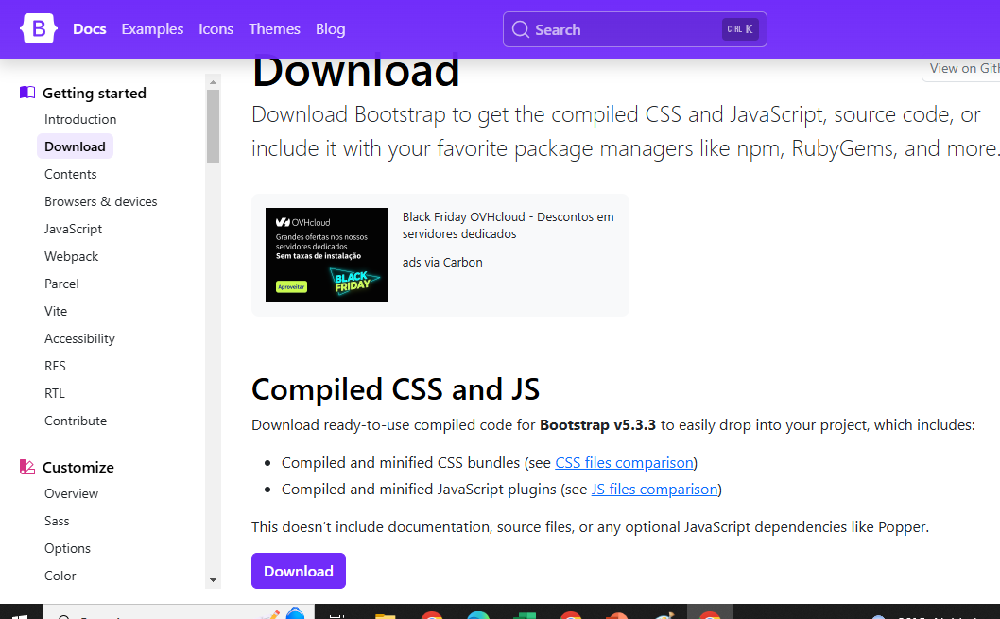 B Docs Examples Icons Themes Blog Search CTRL K
Download
View on
Download Bootstrap to get the compiled CSS and JavaScript, source code, or
include it with your favorite package managers like npm, RubyGems, and more.
Getting started
Introduction
Download
Contents
Browsers & devices
JavaScript
Webpack
Parcel
Vite
Accessibility
RFS
RTL
Contribute
Customize
Overview
Sass
Options
Color
OVHcloud
Grandes ofertas nos nossos
servidores dedicados
Sem taxas de instalação
Aproveitar
BLACK
FRIDAY
Black Friday OVHcloud - Descontos em
servidores dedicados
ads via Carbon
Compiled CSS and JS
Download ready-to-use compiled code for Bootstrap v5.3.3 to easily drop into your project, which includes:
Compiled and minified CSS bundles (see CSS files comparison)
Compiled and minified JavaScript plugins (see JS files comparison)
This doesn’t include documentation, source files, or any optional JavaScript dependencies like Popper.
Download